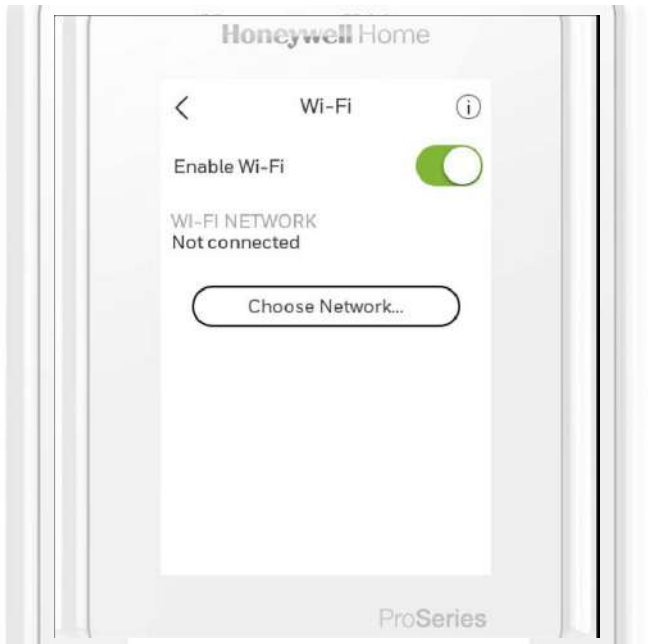 Honeywell Home
Wi-Fi
Enable Wi-Fi
WI-FI NETWORK
Not connected
Choose Network...
ProSeries